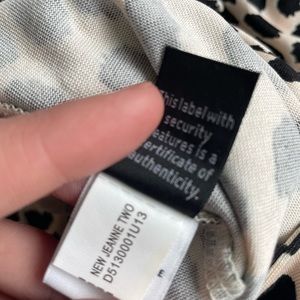 This label with
security
features is a
certificate of
authenticity.
NEW JEANNE TWO
D5130001U13